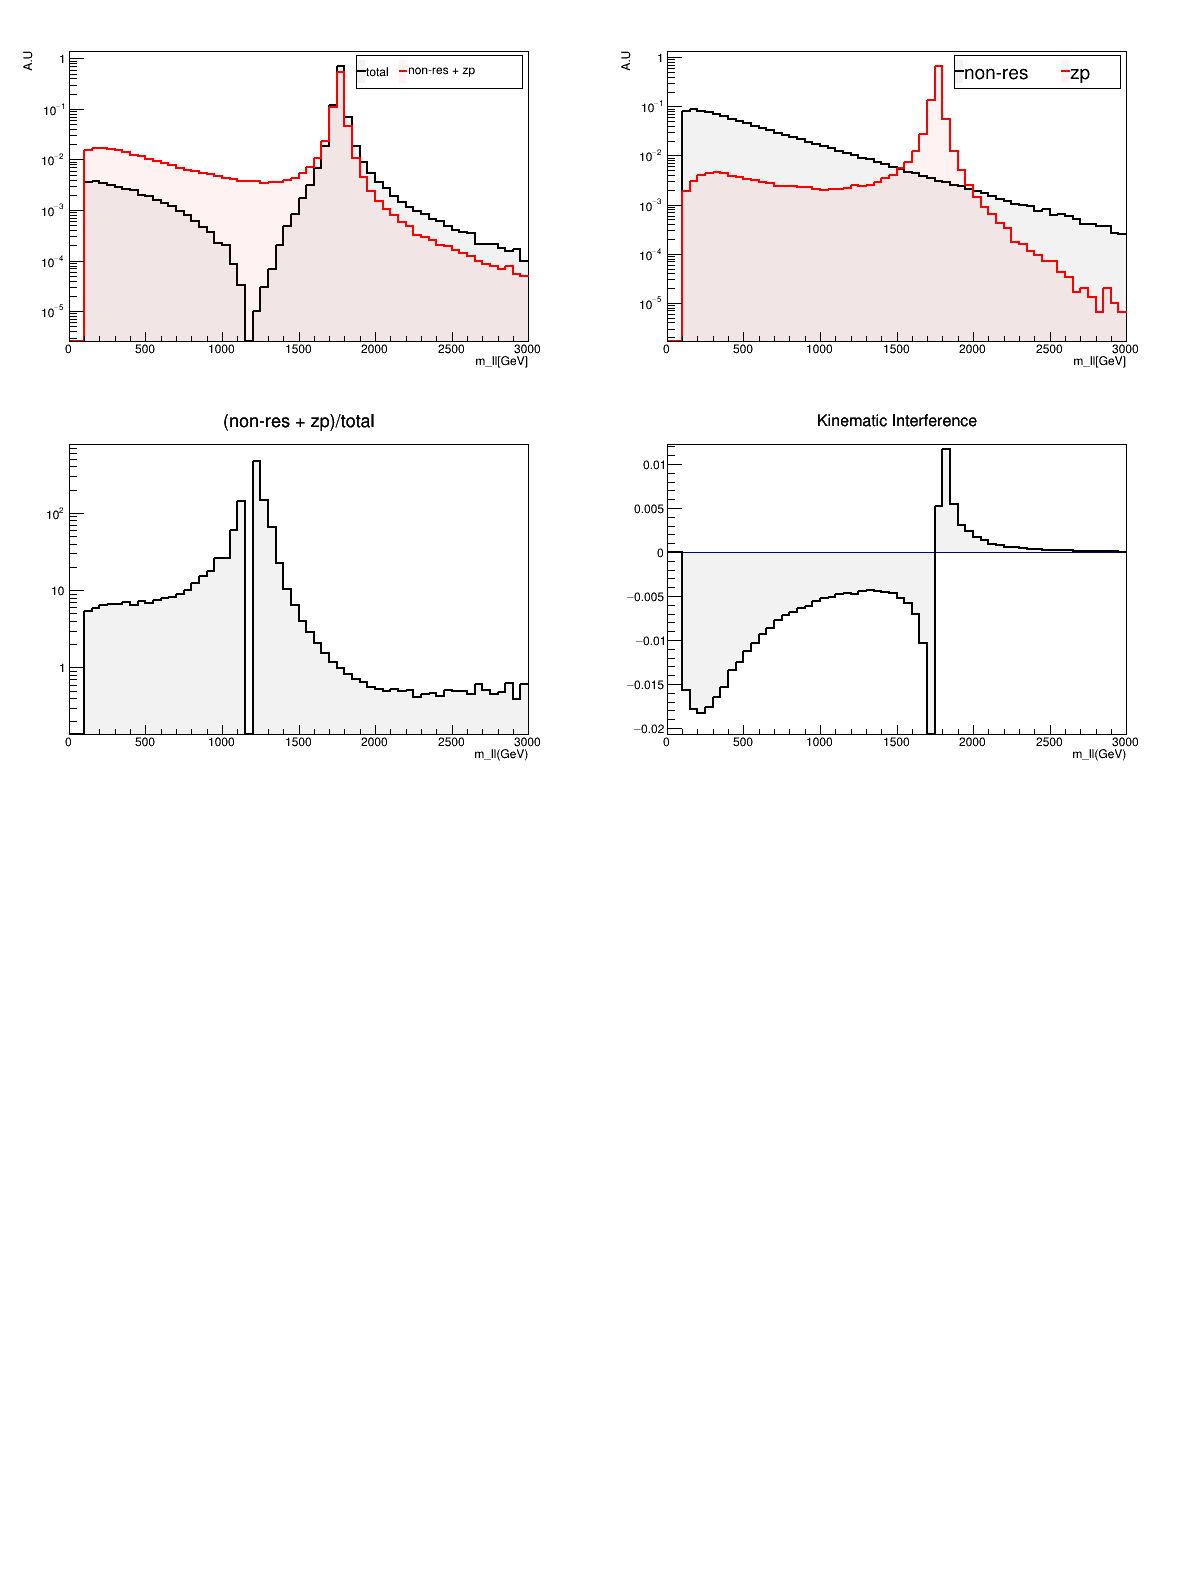 A.U
1
10⁻¹
10⁻²
10⁻³
10⁻⁴
10⁻⁵
total non-res + zp
0 500 1000 1500 2000 2500 3000
m_ll[GeV]
A.U
1
10⁻¹
10⁻²
10⁻³
10⁻⁴
10⁻⁵
non-res zp
0 500 1000 1500 2000 2500 3000
m_ll[GeV]
(non-res + zp)/total
10²
10
1
0 500 1000 1500 2000 2500 3000
m_ll(GeV)
Kinematic Interference
0.01
0.005
0
−0.005
−0.01
−0.015
−0.02
0 500 1000 1500 2000 2500 3000
m_ll(GeV)